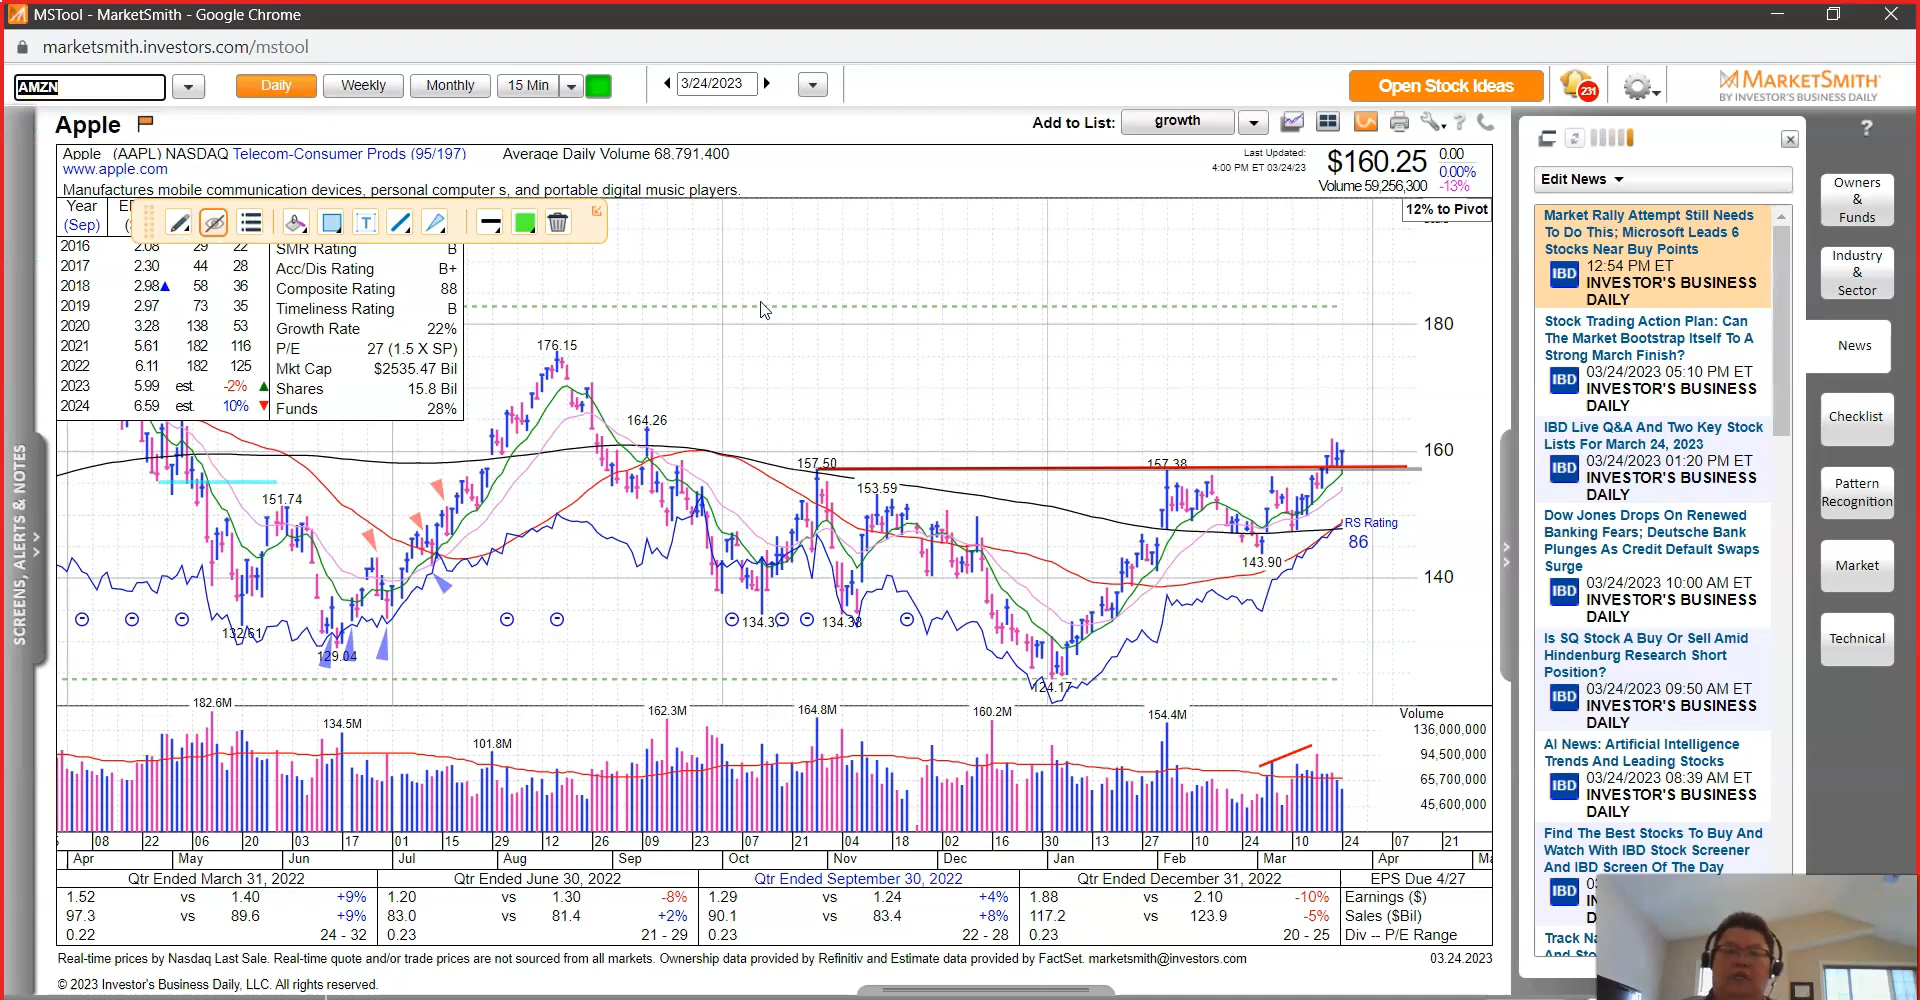 MSTool - MarketSmith - Google Chrome
marketsmith.investors.com/mstool
AMZN
Daily
Weekly
Monthly
15 Min
3/24/2023
Open Stock Ideas
231
MARKETSMITH
BY INVESTOR'S BUSINESS DAILY
Apple
Add to List:
growth
Apple (AAPL) NASDAQ Telecom-Consumer Prods (95/197) Average Daily Volume 68,791,400
www.apple.com
Manufactures mobile communication devices, personal computer s, and portable digital music players.
Last Updated:
4:00 PM ET 03/24/23
$160.25
0.00
0.00%
Volume 59,256,300 -13%
12% to Pivot
Year
(Sep)
2016 2.08 29 22
2017 2.30 44 28
2018 2.98 58 36
2019 2.97 73 35
2020 3.28 138 53
2021 5.61 182 116
2022 6.11 182 125
2023 5.99 est. -2%
2024 6.59 est. 10%
SMR Rating B
Acc/Dis Rating B+
Composite Rating 88
Timeliness Rating B
Growth Rate 22%
P/E 27 (1.5 X SP)
Mkt Cap $2535.47 Bil
Shares 15.8 Bil
Funds 28%
180
160
140
176.15
164.26
157.50
157.38
153.59
151.74
143.90
132.61
129.04
134.38
124.17
RS Rating
86
182.6M
134.5M
101.8M
162.3M
164.8M
160.2M
154.4M
Volume
136,000,000
94,500,000
65,700,000
45,600,000
08 22 06 20 03 17 01 15 29 12 26 09 23 07 21 04 18 02 16 30 13 27 10 24 10 24 07 21
Apr May Jun Jul Aug Sep Oct Nov Dec Jan Feb Mar Apr
Qtr Ended March 31, 2022 Qtr Ended June 30, 2022 Qtr Ended September 30, 2022 Qtr Ended December 31, 2022 EPS Due 4/27
1.52 vs 1.40 +9% 1.20 vs 1.30 -8% 1.29 vs 1.24 +4% 1.88 vs 2.10 -10% Earnings ($)
97.3 vs 89.6 +9% 83.0 vs 81.4 +2% 90.1 vs 83.4 +8% 117.2 vs 123.9 -5% Sales ($Bil)
0.22 24 - 32 0.23 21 - 29 0.23 22 - 28 0.23 20 - 25 Div -- P/E Range
Real-time prices by Nasdaq Last Sale. Real-time quote and/or trade prices are not sourced from all markets. Ownership data provided by Refinitiv and Estimate data provided by FactSet. marketsmith@investors.com 03.24.2023
© 2023 Investor's Business Daily, LLC. All rights reserved.
SCREENS, ALERTS & NOTES
Edit News
Market Rally Attempt Still Needs
To Do This; Microsoft Leads 6
Stocks Near Buy Points
IBD
12:54 PM ET
INVESTOR'S BUSINESS
DAILY
Stock Trading Action Plan: Can
The Market Bootstrap Itself To A
Strong March Finish?
IBD
03/24/2023 05:10 PM ET
INVESTOR'S BUSINESS
DAILY
IBD Live Q&A And Two Key Stock
Lists For March 24, 2023
IBD
03/24/2023 01:20 PM ET
INVESTOR'S BUSINESS
DAILY
Dow Jones Drops On Renewed
Banking Fears; Deutsche Bank
Plunges As Credit Default Swaps
Surge
IBD
03/24/2023 10:00 AM ET
INVESTOR'S BUSINESS
DAILY
Is SQ Stock A Buy Or Sell Amid
Hindenburg Research Short
Position?
IBD
03/24/2023 09:50 AM ET
INVESTOR'S BUSINESS
DAILY
AI News: Artificial Intelligence
Trends And Leading Stocks
IBD
03/24/2023 08:39 AM ET
INVESTOR'S BUSINESS
DAILY
Find The Best Stocks To Buy And
Watch With IBD Stock Screener
And IBD Screen Of The Day
IBD
Track
Owners
&
Funds
Industry
&
Sector
News
Checklist
Pattern
Recognition
Market
Technical